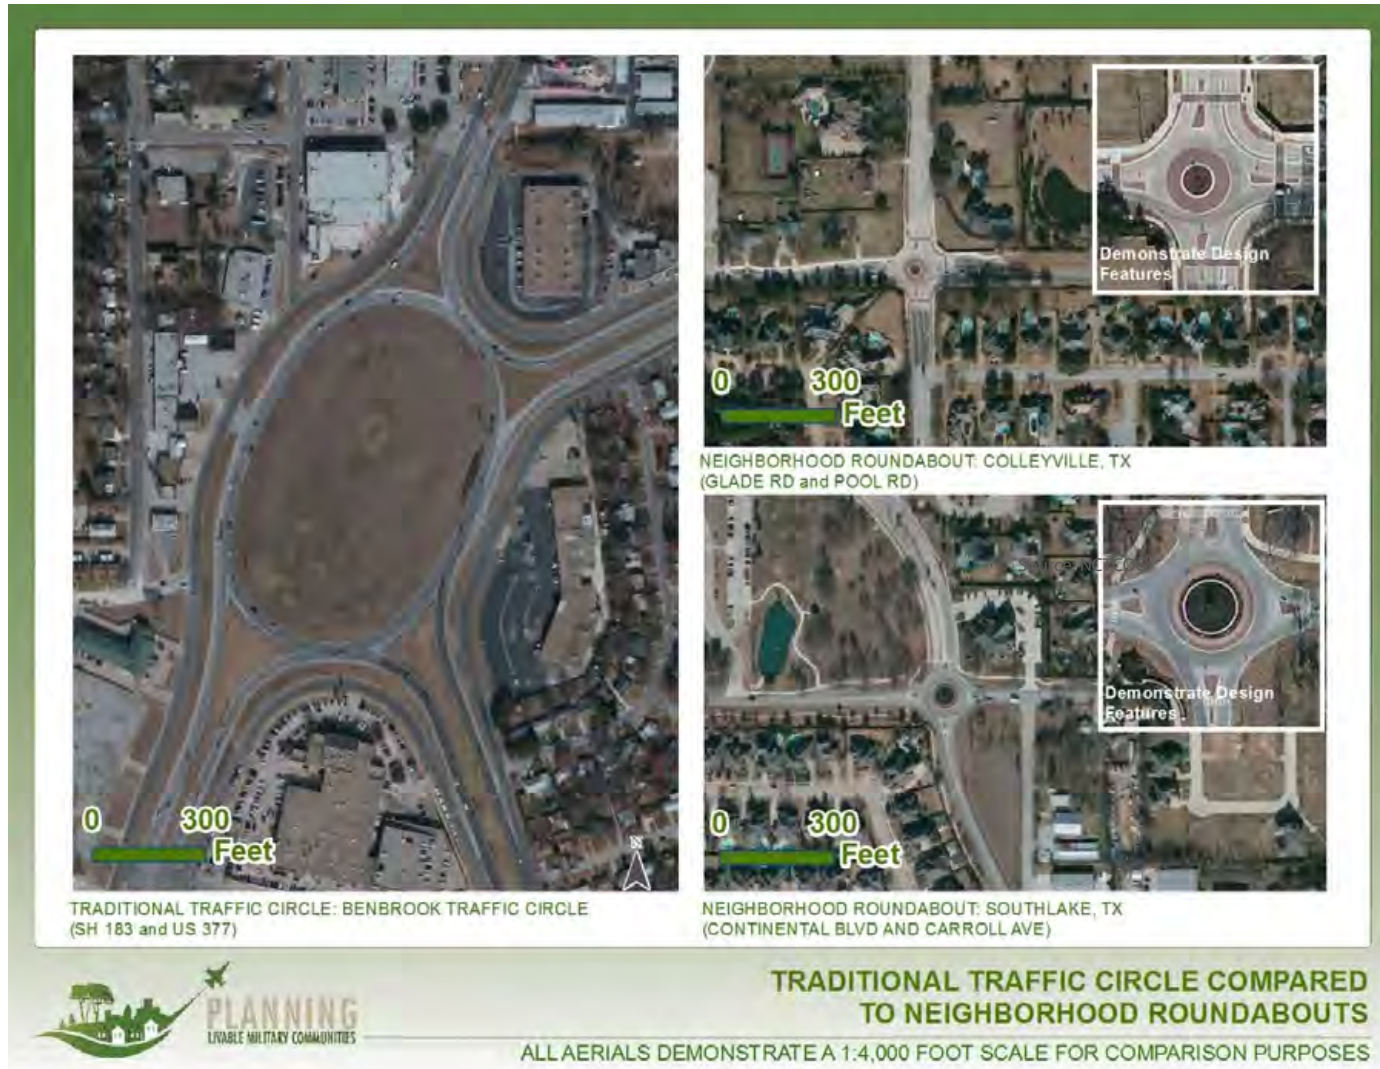 Demonstrate Design
Features
0 300
Feet
NEIGHBORHOOD ROUNDABOUT: COLLEYVILLE, TX
(GLADE RD and POOL RD)
Demonstrate Design
Features
0 300
Feet
0 300
Feet
N
TRADITIONAL TRAFFIC CIRCLE: BENBROOK TRAFFIC CIRCLE
(SH 183 and US 377)
NEIGHBORHOOD ROUNDABOUT: SOUTHLAKE, TX
(CONTINENTAL BLVD AND CARROLL AVE)
PLANNING
LIVABLE MILITARY COMMUNITIES
TRADITIONAL TRAFFIC CIRCLE COMPARED
TO NEIGHBORHOOD ROUNDABOUTS
ALL AERIALS DEMONSTRATE A 1:4,000 FOOT SCALE FOR COMPARISON PURPOSES